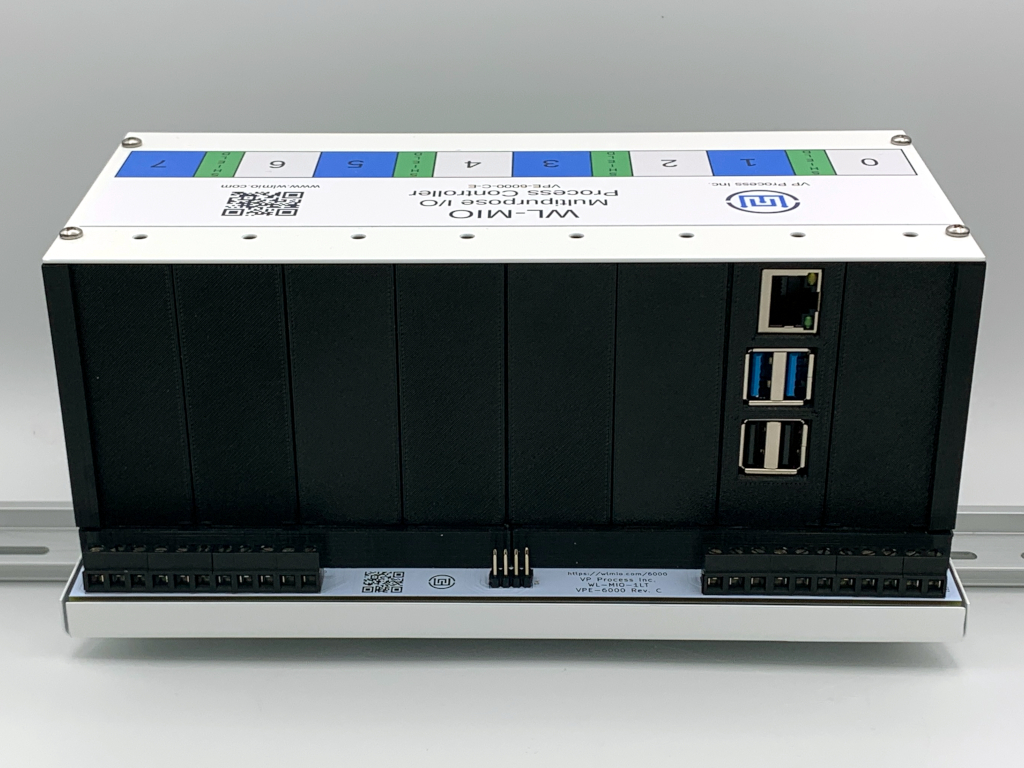 WL-MIO
Multipurpose I/O
Process Controller
VPE-6000-C-E
VP Process Inc.
www.wlmio.com
0
1
2
3
4
5
6
7
https://wlmio.com/6000
VP Process Inc.
WL-MIO-1LT
VPE-6000 Rev. C